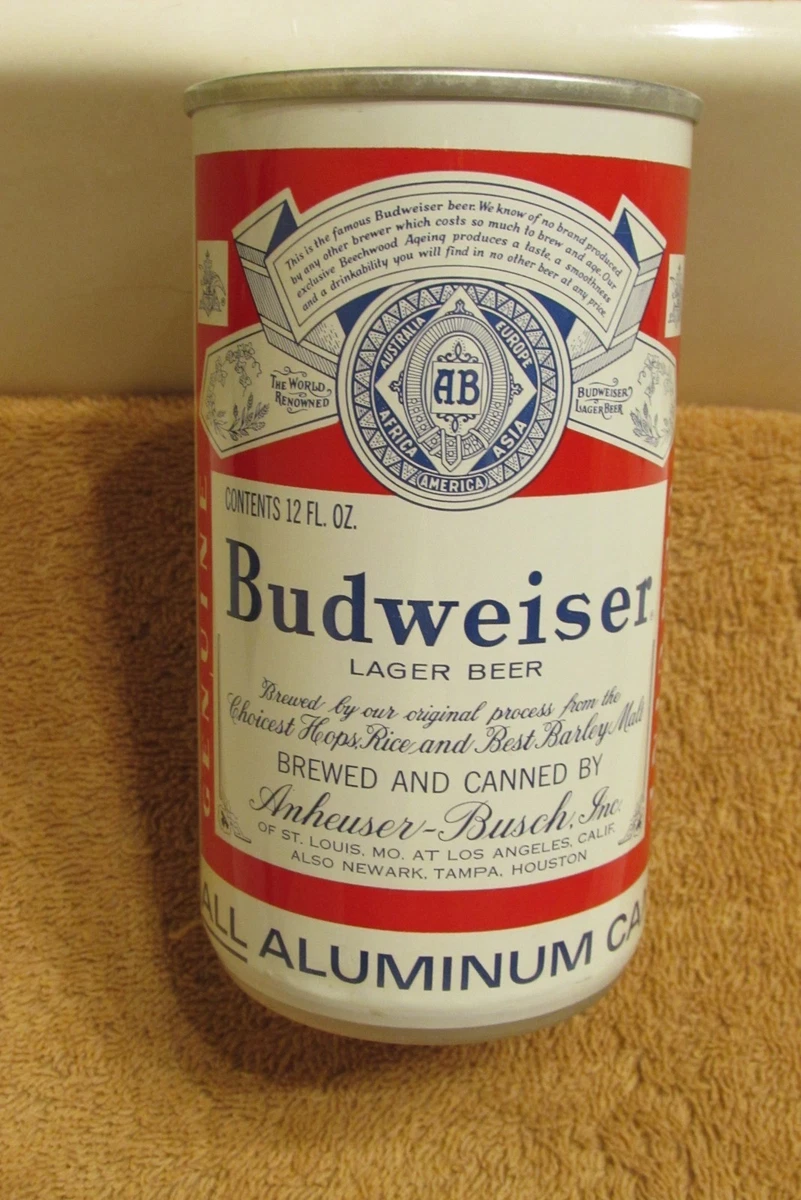 This is the famous Budweiser beer. We know of no brand produced
by any other brewer which costs so much to brew and age. Our
exclusive Beechwood Ageing produces a taste, a smoothness
and a drinkability you will find in no other beer at any price.
AUSTRALIA
EUROPE
THE WORLD
RENOWNED
AB
BUDWEISER
LAGER BEER
AFRICA
ASIA
AMERICA
GENUINE
CONTENTS 12 FL. OZ.
Budweiser
LAGER BEER
Brewed by our original process from the
Choicest Hops, Rice and Best Barley Malt
BREWED AND CANNED BY
Anheuser-Busch, Inc.
OF ST. LOUIS, MO. AT LOS ANGELES, CALIF.
ALSO NEWARK, TAMPA, HOUSTON
ALL ALUMINUM CA